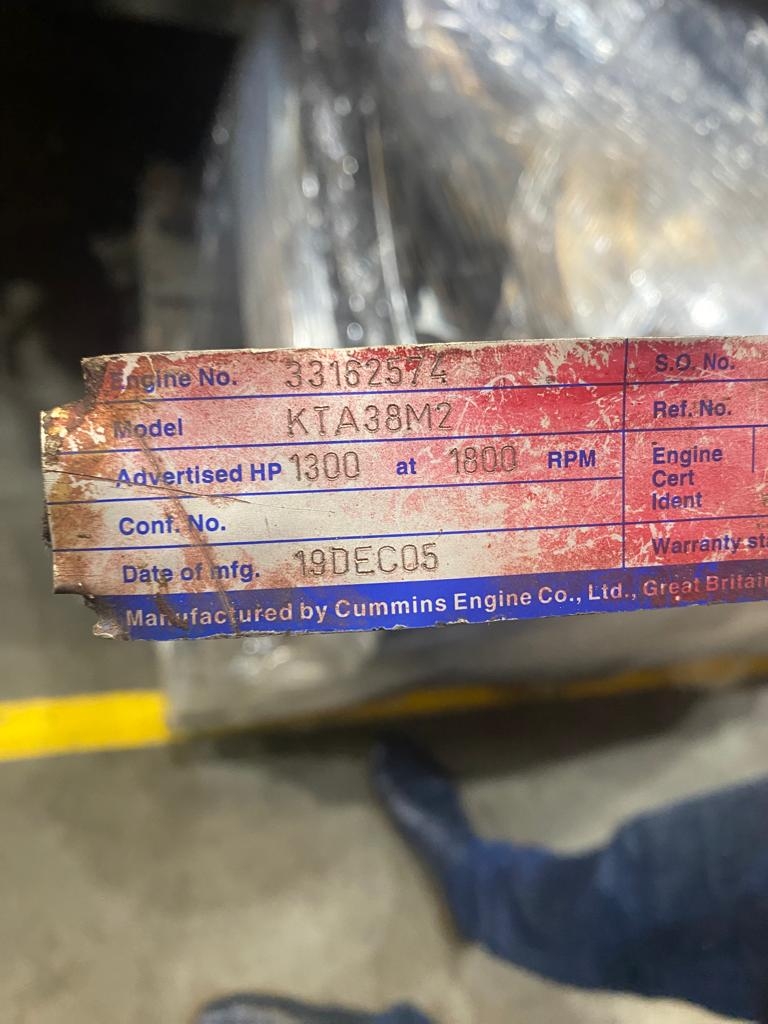 Engine No. 33162574 S.O. No.
Model KTA38M2 Ref. No.
Advertised HP 1300 at 1800 RPM Engine
Cert
Ident
Conf. No.
Date of mfg. 19DEC05 Warranty
Manufactured by Cummins Engine Co., Ltd., Great Britain